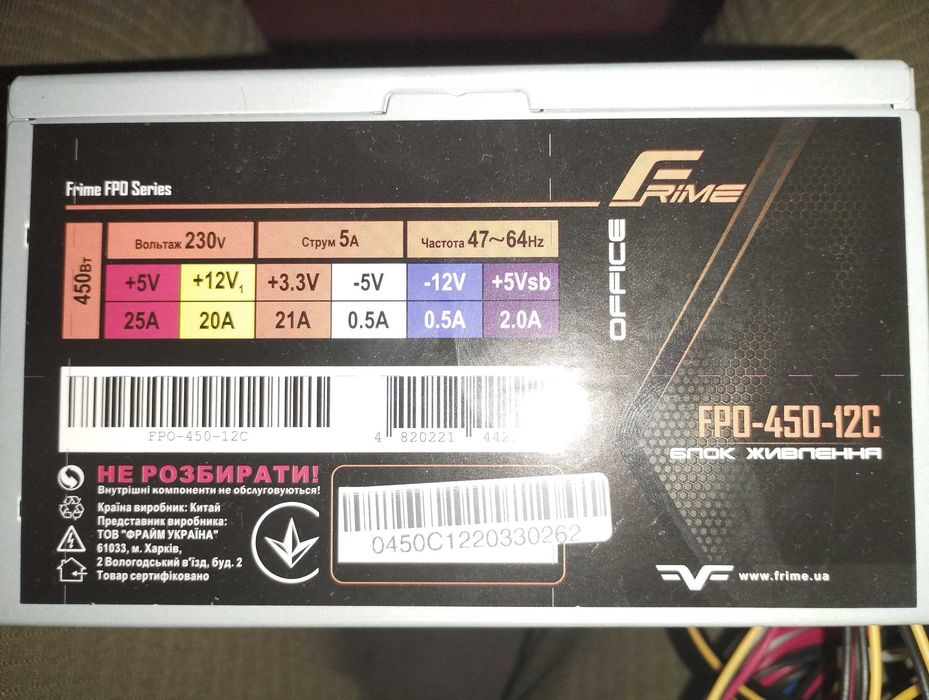 Frime FPO Series
FRiME
OFFICE
450Вт
Вольтаж 230V Струм 5A Частота 47~64Hz
+5V +12V1 +3.3V -5V -12V +5Vsb
25A 20A 21A 0.5A 0.5A 2.0A
FPO-450-12C
4 820221
FPO-450-12C
БЛОК ЖИВЛЕННЯ
НЕ РОЗБИРАТИ!
Внутрішні компоненти не обслуговуються!
Країна виробник: Китай
Представник виробника:
ТОВ "ФРАЙМ УКРАЇНА"
61033, м. Харків,
2 Вологодський в'їзд, буд. 2
Товар сертифіковано
0450C1220330262
www.frime.ua